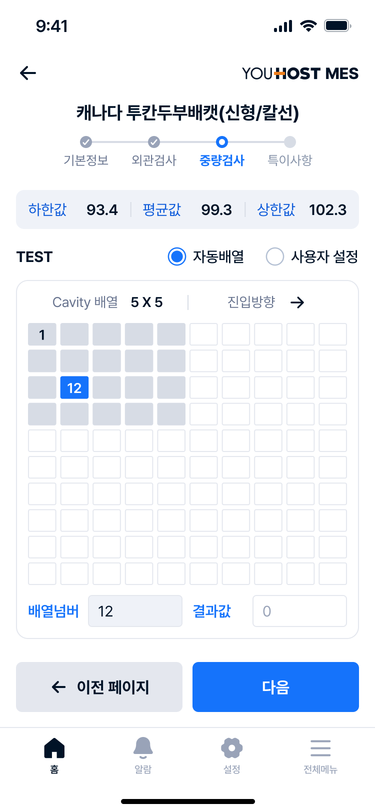 9:41
YOUHOST MES
캐나다 투칸두부배캣(신형/칼선)
기본정보 외관검사 중량검사 특이사항
하한값 93.4 평균값 99.3 상한값 102.3
TEST 자동배열 사용자 설정
Cavity 배열 5 X 5 진입방향 →
1
12
배열넘버 12 결과값 0
← 이전 페이지 다음
홈 알람 설정 전체메뉴